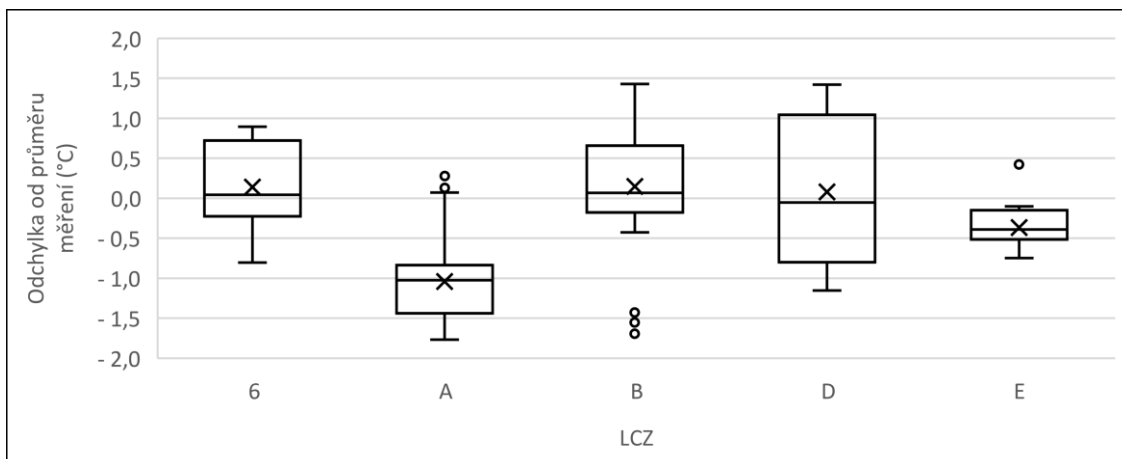 Odchylka od průměru
měření (°C)
2,0
1,5
1,0
0,5
0,0
- 0,5
- 1,0
- 1,5
- 2,0
6 A B D E
LCZ